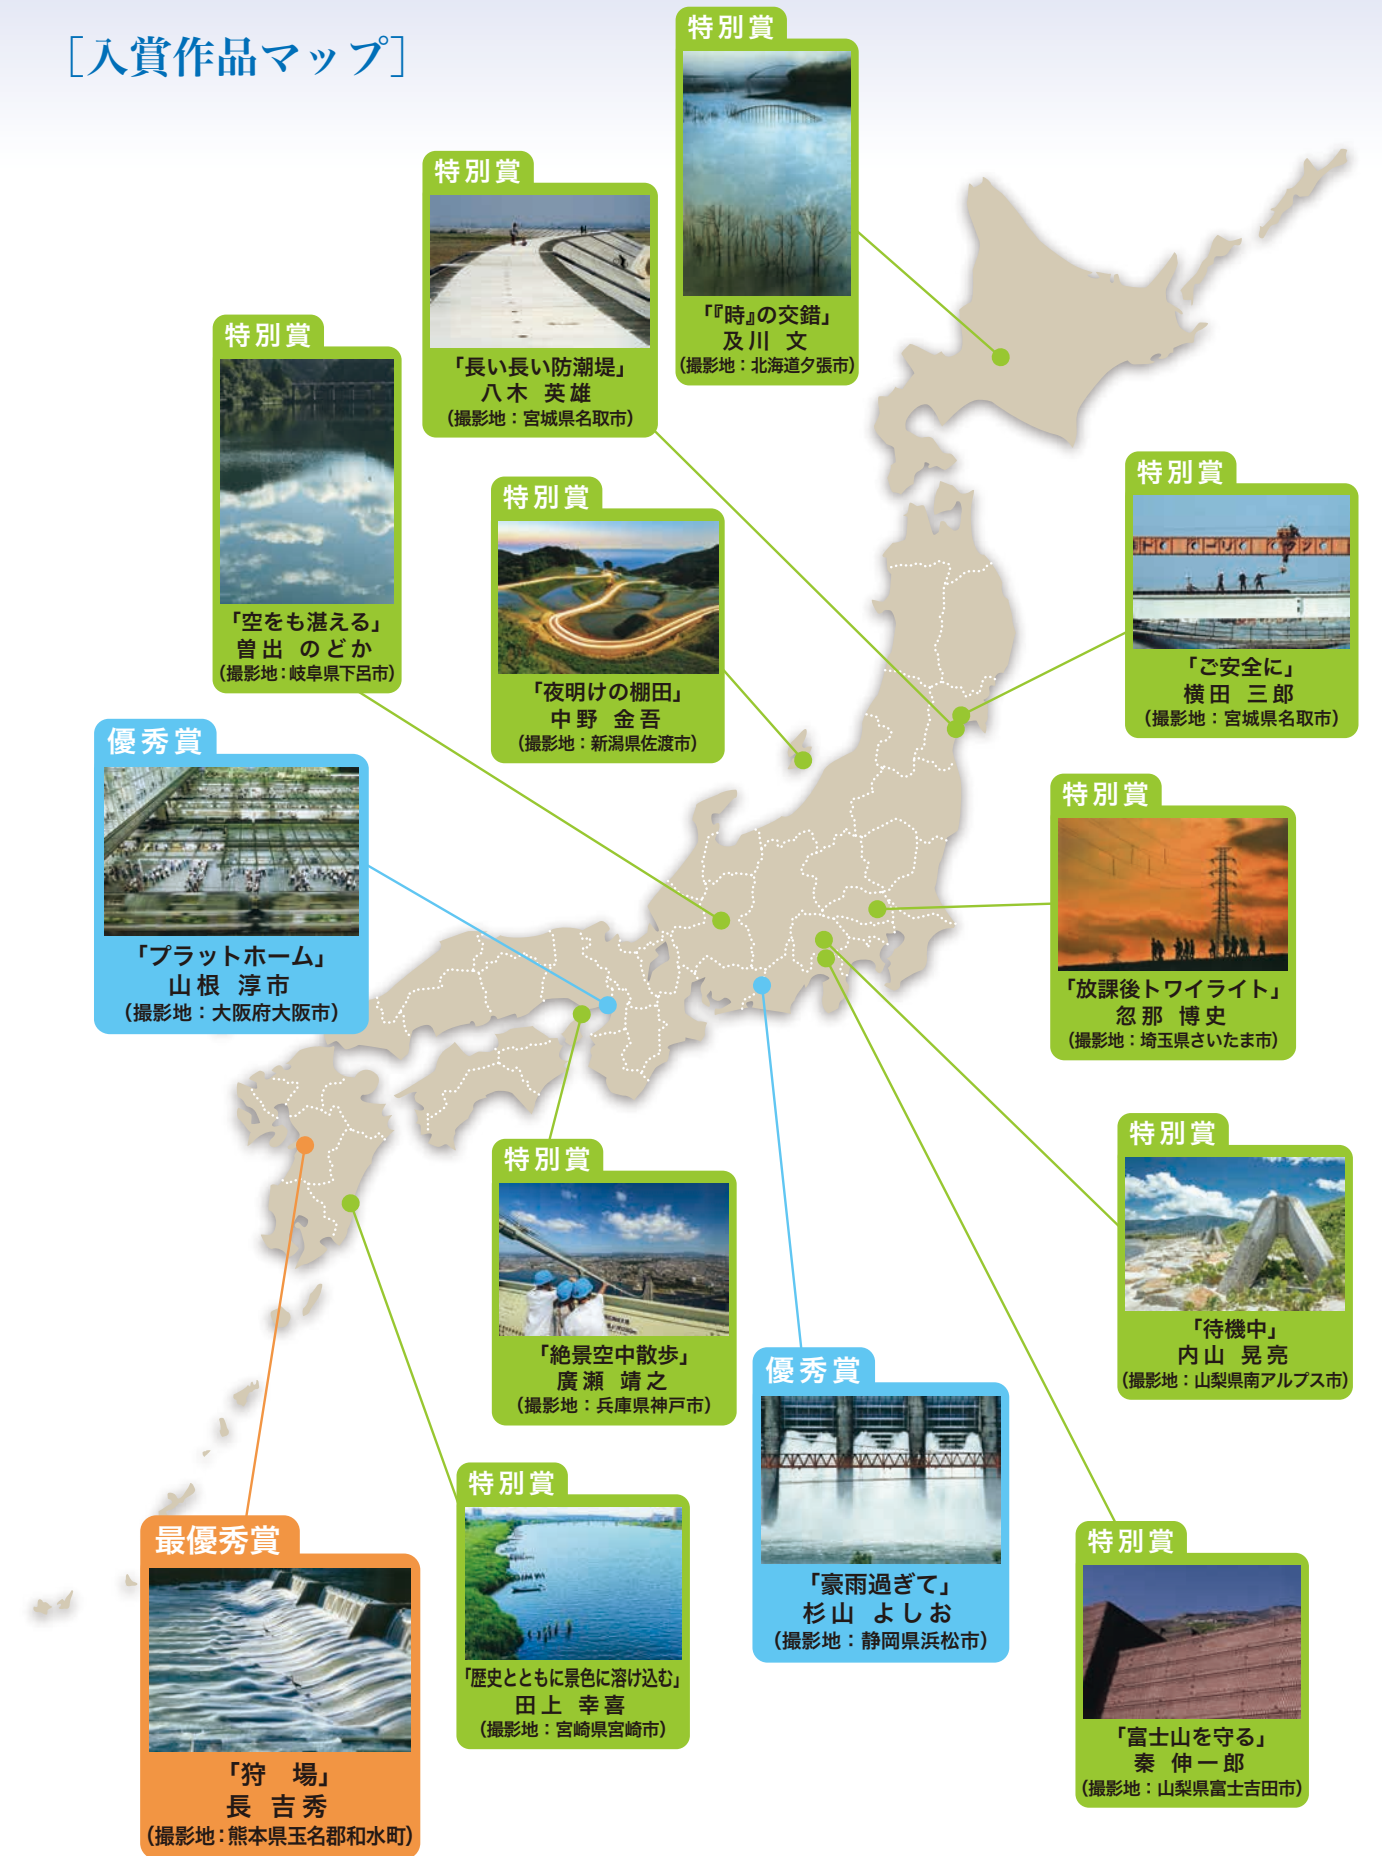 ［入賞作品マップ］
特別賞
「『時』の交錯」
及川 文
（撮影地：北海道夕張市）
特別賞
「長い長い防潮堤」
八木 英雄
（撮影地：宮城県名取市）
特別賞
「空をも湛える」
曽出 のどか
（撮影地：岐阜県下呂市）
特別賞
「夜明けの棚田」
中野 金吾
（撮影地：新潟県佐渡市）
特別賞
「ご安全に」
横田 三郎
（撮影地：宮城県名取市）
優秀賞
「プラットホーム」
山根 淳市
（撮影地：大阪府大阪市）
特別賞
「放課後トワイライト」
忽那 博史
（撮影地：埼玉県さいたま市）
特別賞
「待機中」
内山 晃亮
（撮影地：山梨県南アルプス市）
特別賞
「絶景空中散歩」
廣瀬 靖之
（撮影地：兵庫県神戸市）
優秀賞
「豪雨過ぎて」
杉山 よしお
（撮影地：静岡県浜松市）
特別賞
「歴史とともに景色に溶け込む」
田上 幸喜
（撮影地：宮崎県宮崎市）
最優秀賞
「狩　場」
長 吉秀
（撮影地：熊本県玉名郡和水町）
特別賞
「富士山を守る」
秦 伸一郎
（撮影地：山梨県富士吉田市）